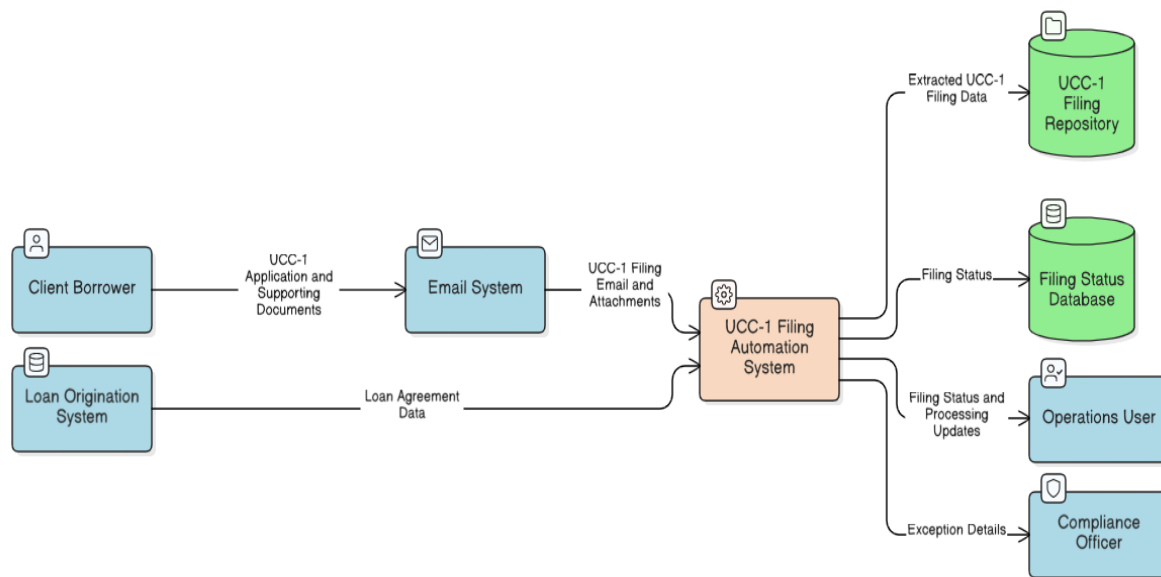 Client Borrower
UCC-1
Application and
Supporting
Documents
Email System
UCC-1 Filing
Email and
Attachments
Loan Origination
System
Loan Agreement
Data
UCC-1 Filing
Automation
System
Extracted UCC-1
Filing Data
UCC-1
Filing
Repository
Filing Status
Filing Status
Database
Filing Status and
Processing
Updates
Operations User
Exception Details
Compliance
Officer